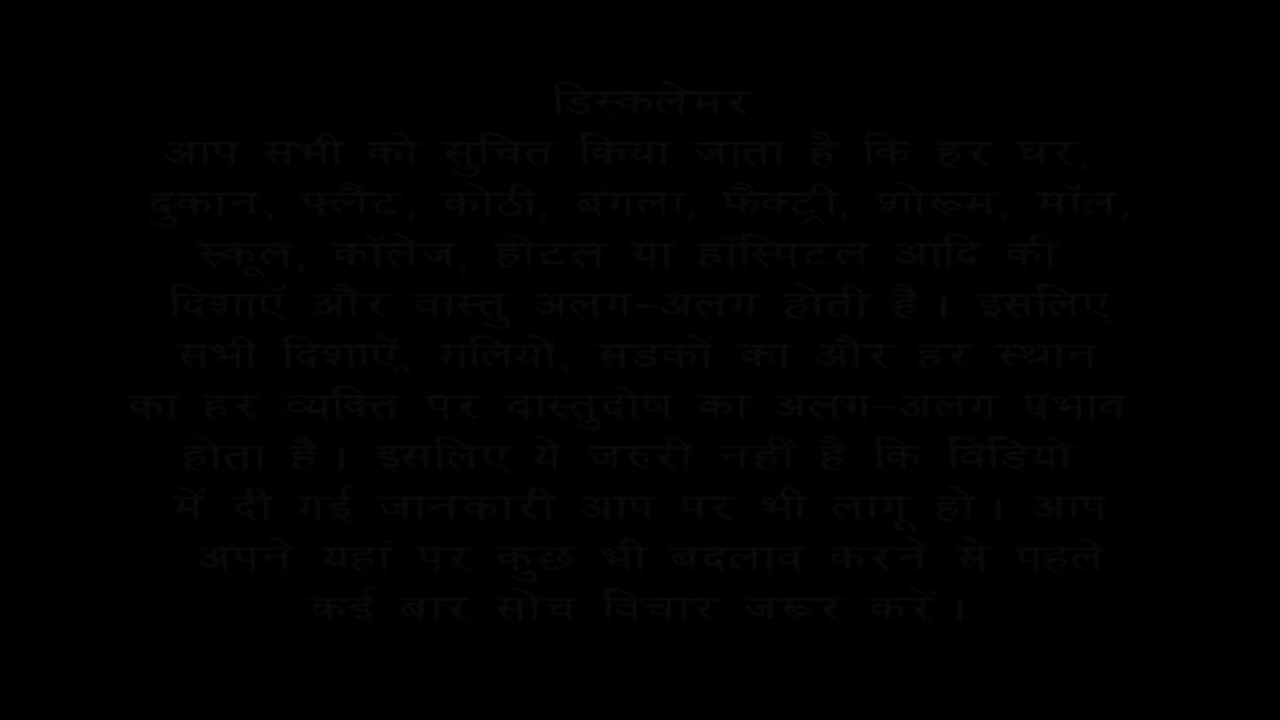 डिस्कलेमर
आप सभी को सुचित किया जाता है कि हर घर,
दुकान, फ्लैट, कोठी, बगला, फैक्ट्री, शोरूम, मॉल,
स्कूल, कॉलेज, होटल या हॉस्पिटल आदि की
दिशाएॅ और वास्तु अलग-अलग होती है। इसलिए
सभी दिशाएॅ, गलियों, सडकों का और हर स्थान
का हर व्यक्ति पर वास्तुदोष का अलग-अलग प्रभाव
होता है। इसलिए ये जरुरी नहीं है कि विडियो
में दी गई जानकारी आप पर भी लागू हो। आप
अपने यहां पर कुछ भी बदलाव करने से पहले
कई बार सोच विचार जरूर करें।